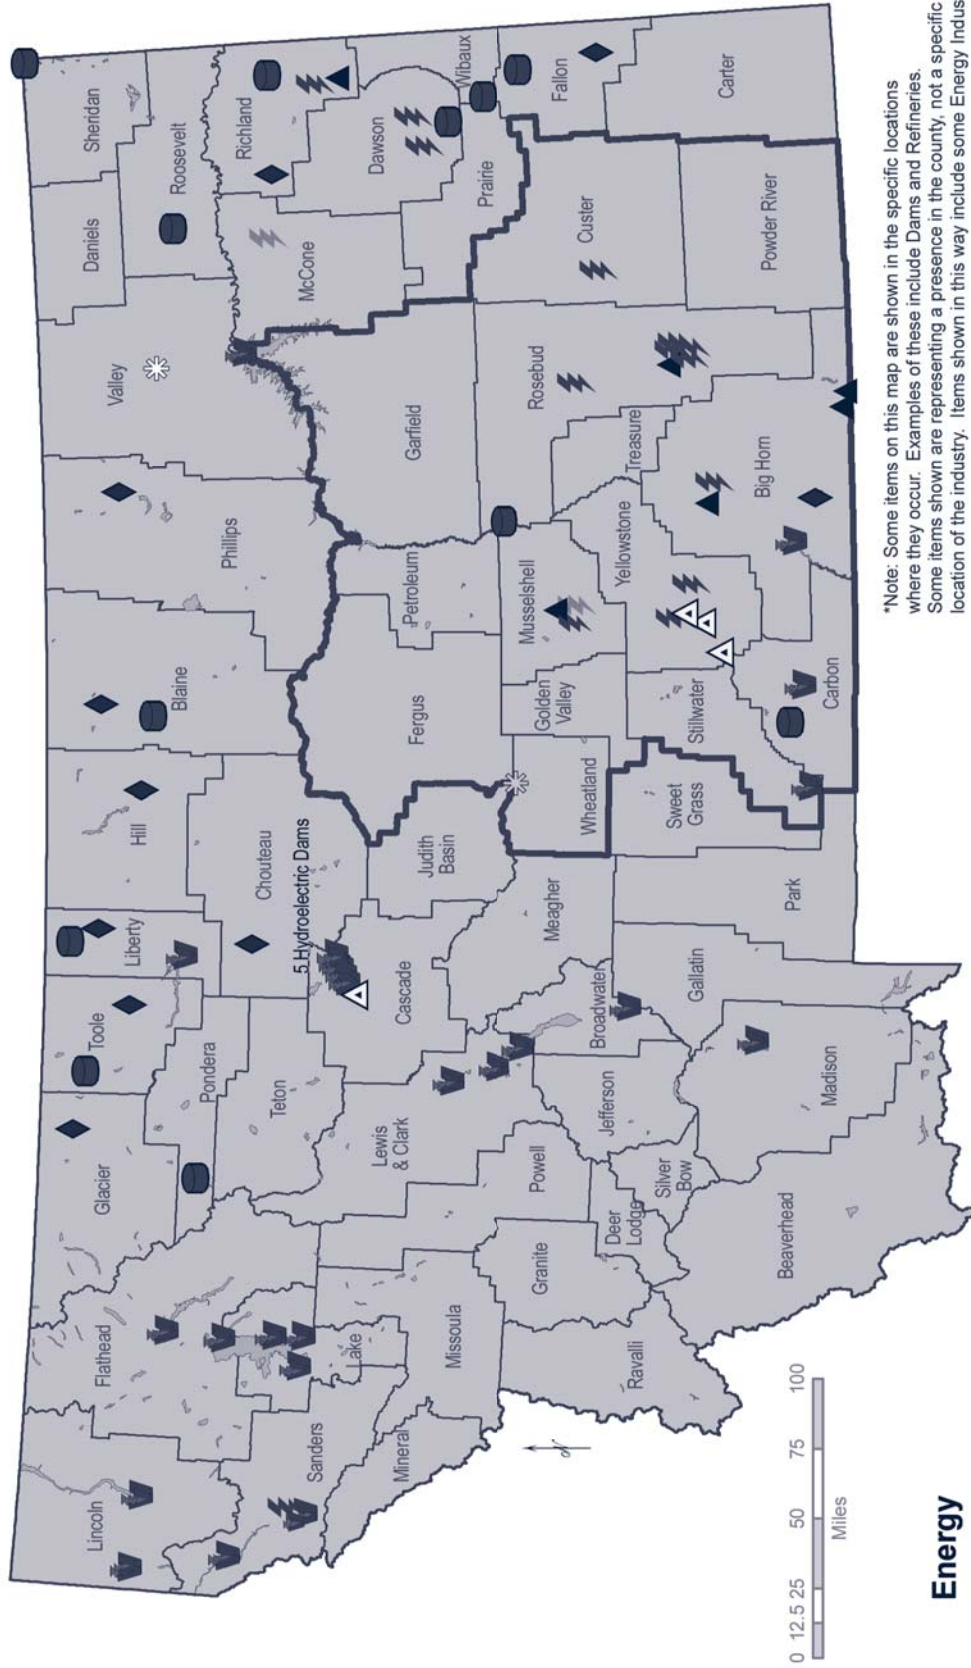 Lincoln
Flathead
Glacier
Toole
Liberty
Hill
Blaine
Phillips
Valley
Daniels
Sheridan
Roosevelt
Richland
Pondera
Chouteau
Teton
5 Hydroelectric Dams
Sanders
Lake
Mineral
Missoula
Lewis
& Clark
Cascade
Judith
Basin
Fergus
Petroleum
Garfield
McCone
Dawson
Wibaux
Prairie
Powell
Granite
Meagher
Broadwater
Jefferson
Deer
Lodge
Silver
Bow
Ravalli
Wheatland
Golden
Valley
Musselshell
Rosebud
Treasure
Yellowstone
Custer
Fallon
Carter
Powder River
Big Horn
Carbon
Stillwater
Sweet
Grass
Park
Gallatin
Madison
Beaverhead
N
0 12.5 25 50 75 100
Miles
Energy
*Note: Some items on this map are shown in the specific locations
where they occur. Examples of these include Dams and Refineries.
Some items shown are representing a presence in the county, not a specific
location of the industry. Items shown in this way include some Energy Indus